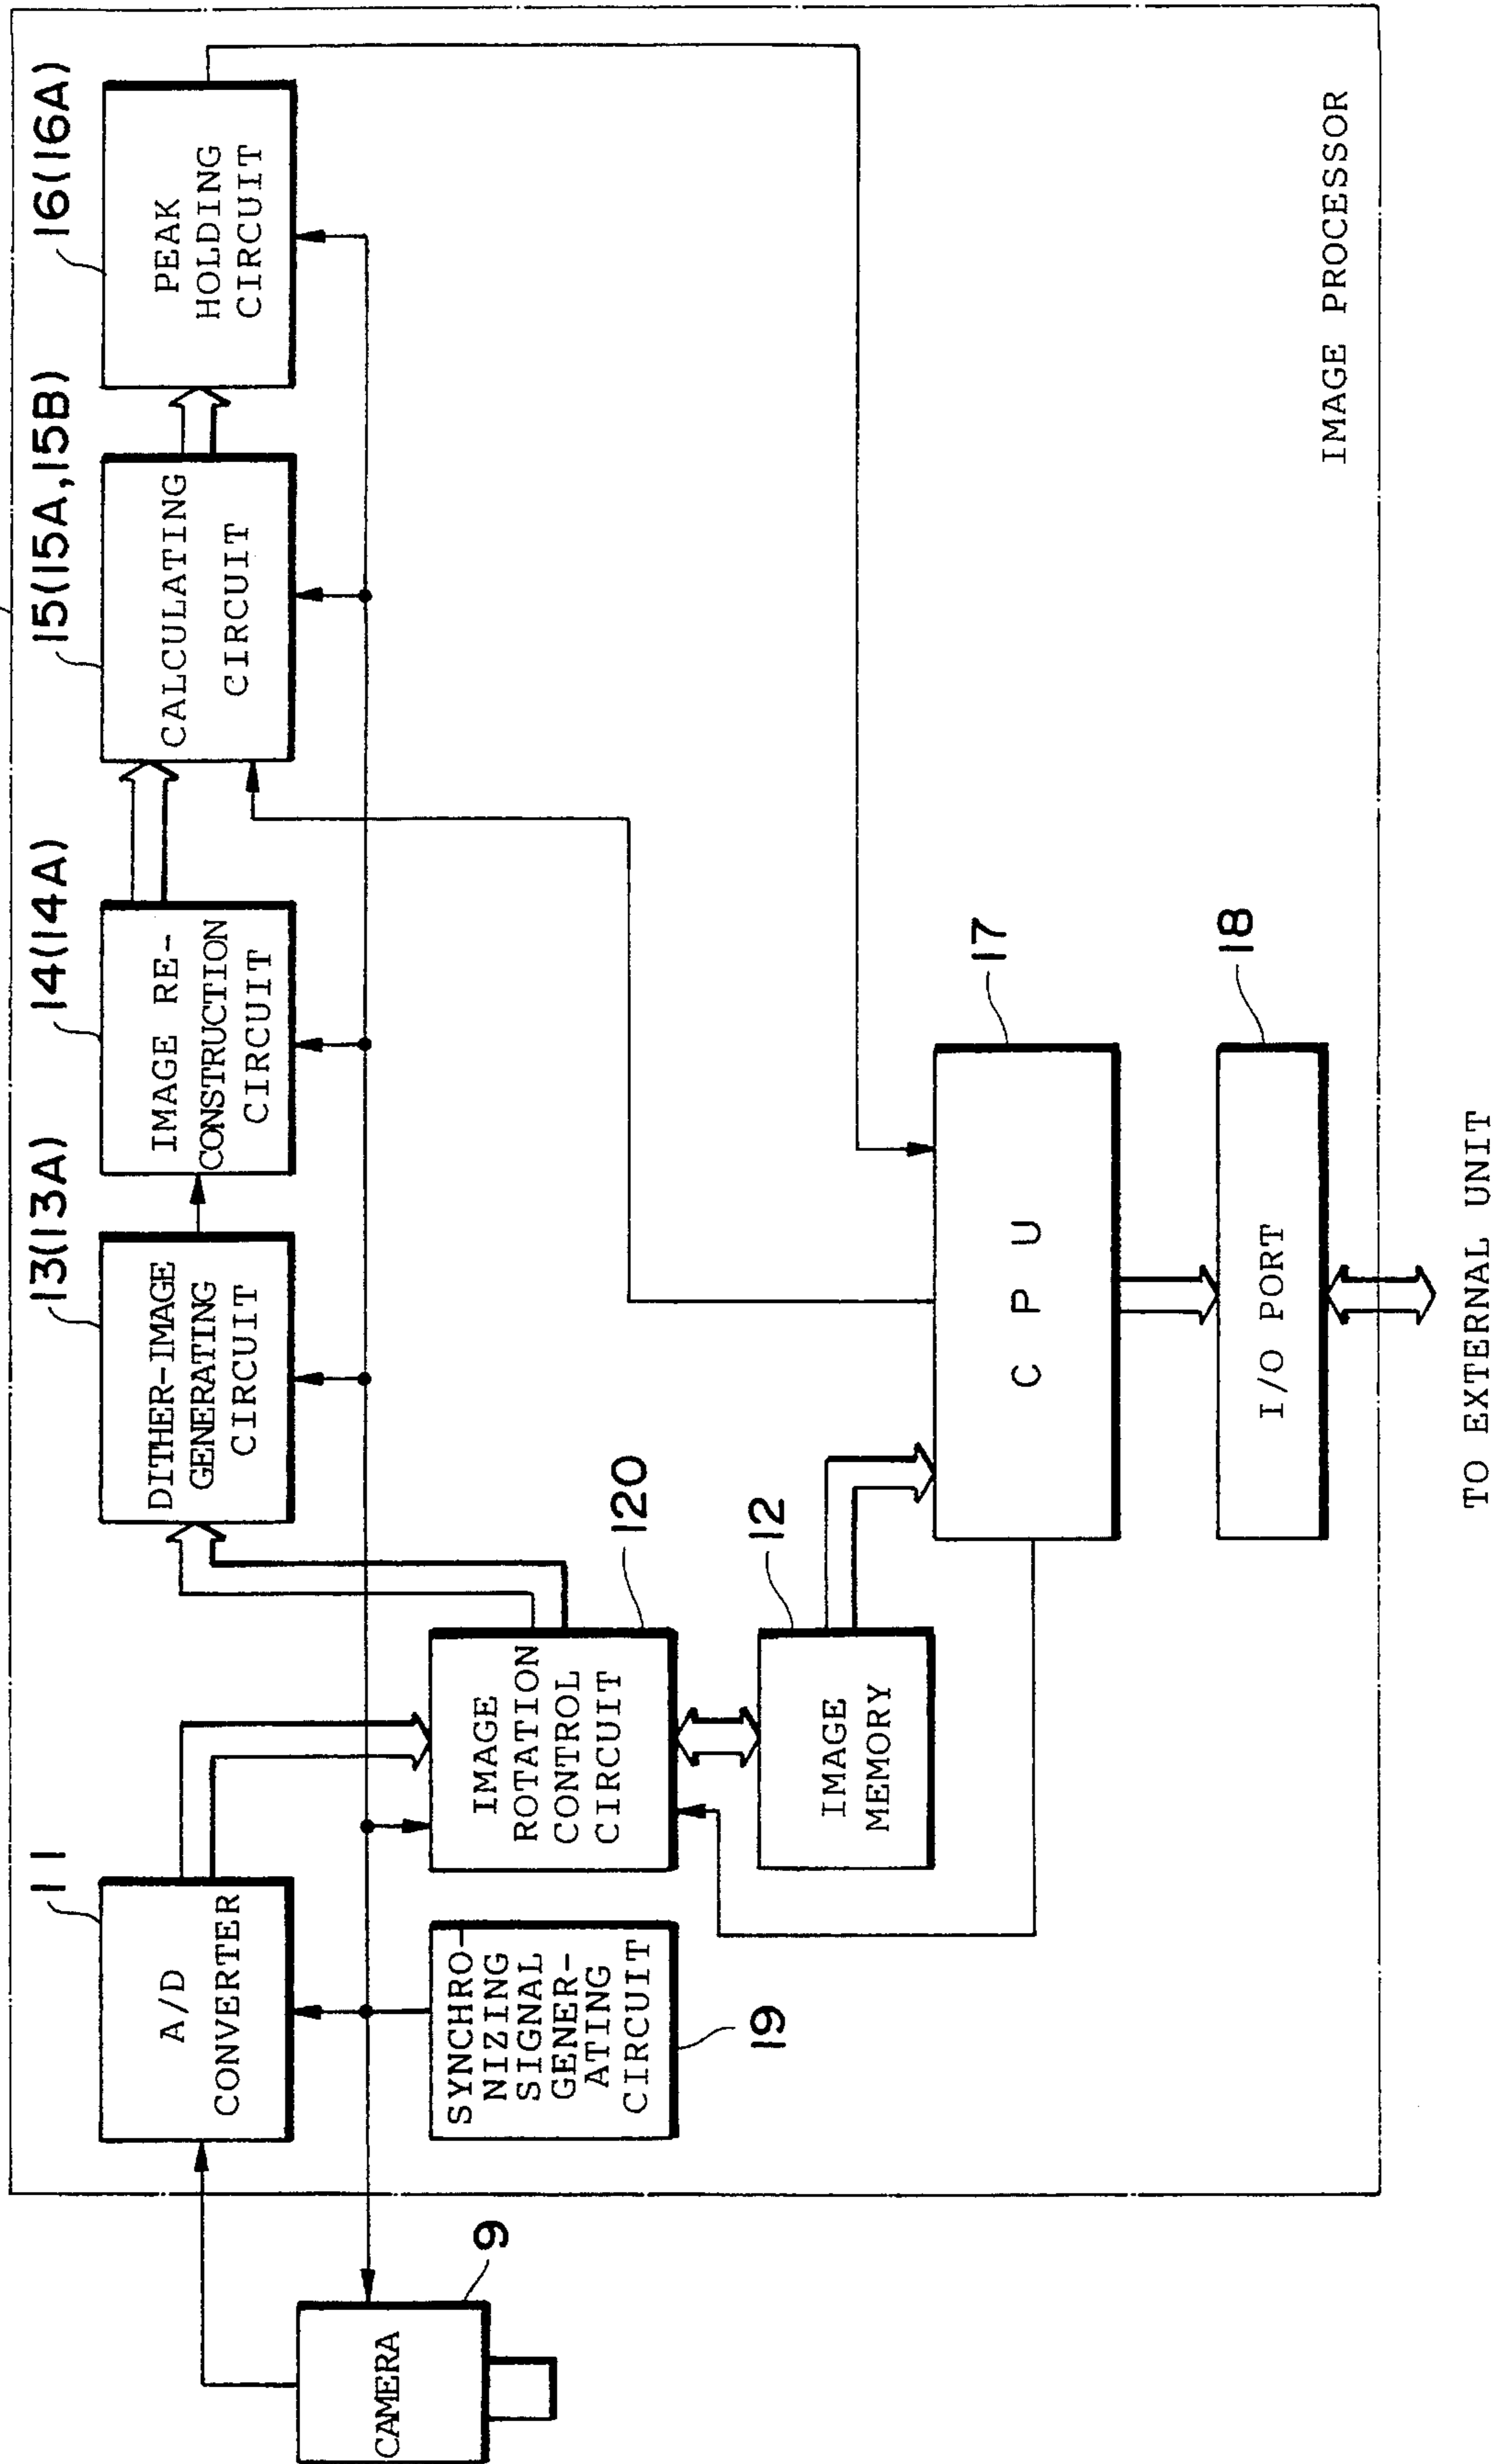 16(16A)
PEAK
HOLDING
CIRCUIT
15(15A,15B)
CALCULATING
CIRCUIT
14(14A)
IMAGE RE-
CONSTRUCTION
CIRCUIT
13(13A)
DITHER-IMAGE
GENERATING
CIRCUIT
11
A/D
CONVERTER
120
IMAGE
ROTATION
CONTROL
CIRCUIT
12
IMAGE
MEMORY
SYNCHRO-
NIZING
SIGNAL
GENER-
ATING
CIRCUIT
19
CAMERA
9
17
CPU
18
I/O PORT
IMAGE PROCESSOR
TO EXTERNAL UNIT